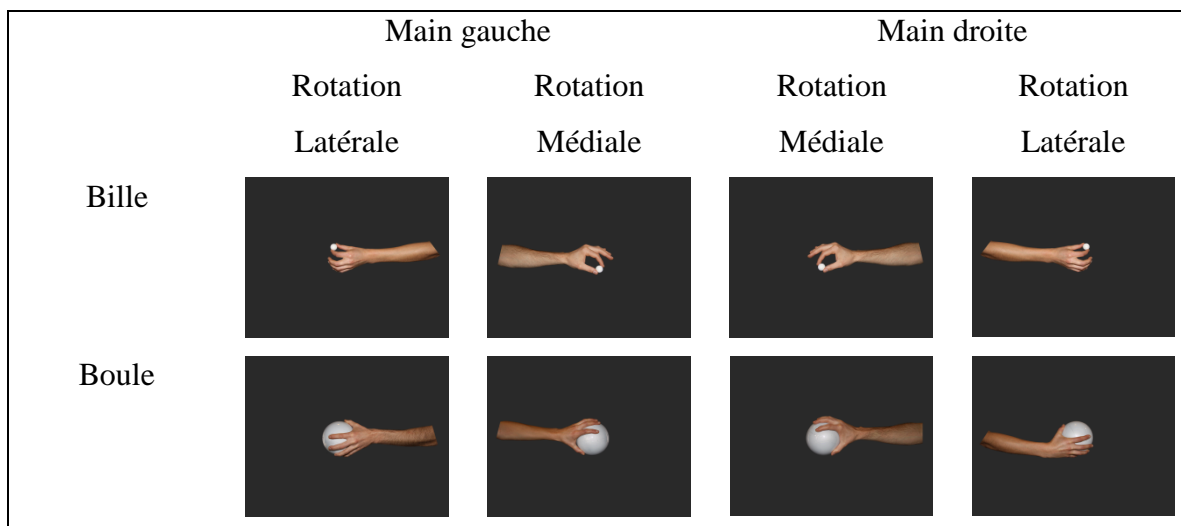 Main gauche Main droite
Rotation Rotation Rotation Rotation
Latérale Médiale Médiale Latérale
Bille
Boule